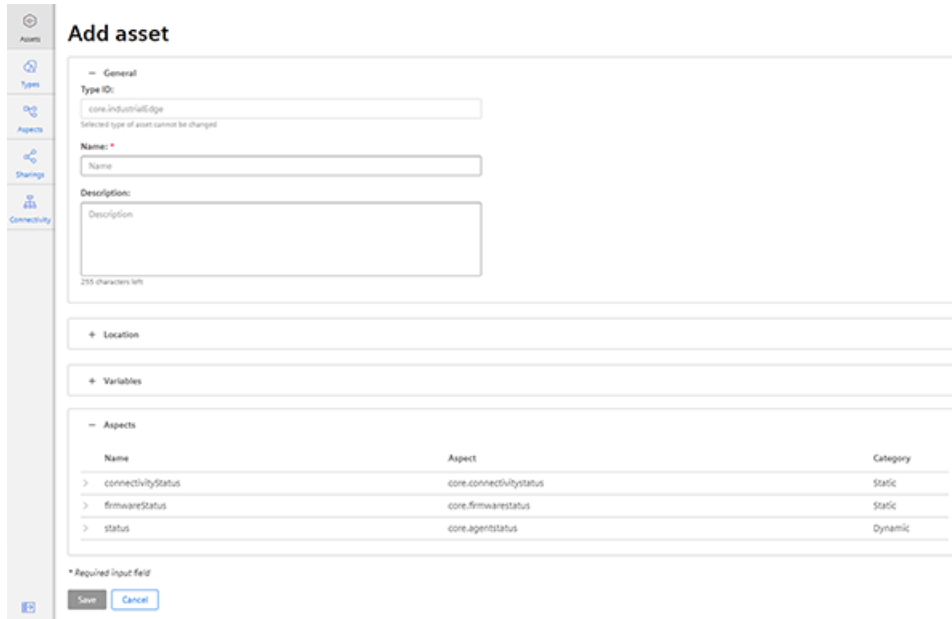 Assets
Types
Aspects
Sharings
Connectivity
Add asset
− General
Type ID:
core.industrialEdge
Selected type of asset cannot be changed
Name: *
Name
Description:
Description
255 characters left
+ Location
+ Variables
− Aspects
Name Aspect Category
connectivityStatus core.connectivitystatus Static
firmwareStatus core.firmwarestatus Static
status core.agentstatus Dynamic
* Required input field
Save Cancel